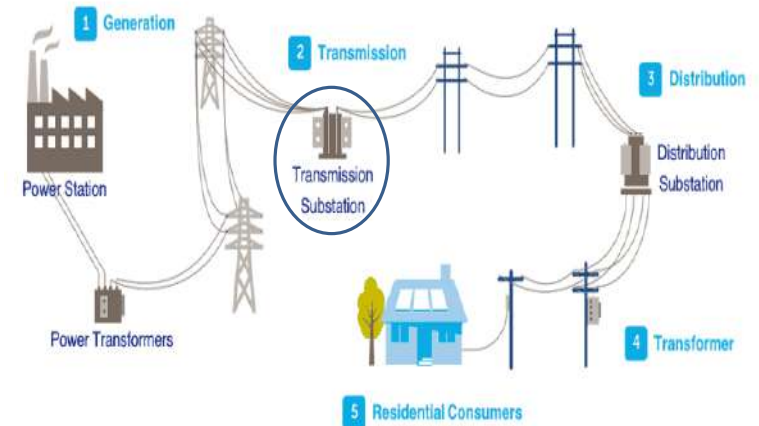 1 Generation
2 Transmission
3 Distribution
Power Station
Transmission
Substation
Distribution
Substation
Power Transformers
4 Transformer
5 Residential Consumers